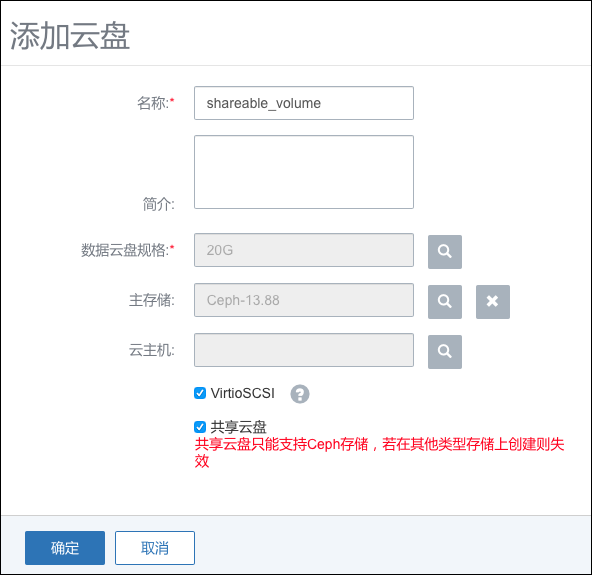 添加云盘
名称:*
shareable_volume
简介:
数据云盘规格:*
20G
主存储:
Ceph-13.88
云主机:
VirtioSCSI
共享云盘
共享云盘只能支持Ceph存储，若在其他类型存储上创建则失
效
确定
取消